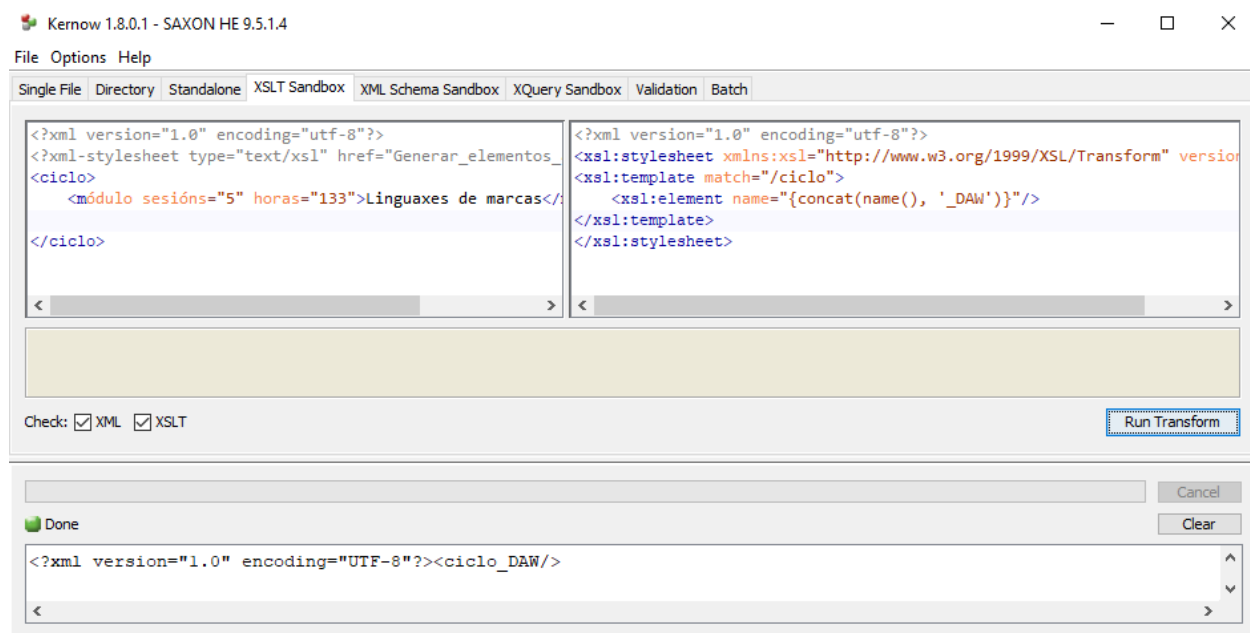 Kernow 1.8.0.1 - SAXON HE 9.5.1.4
File Options Help
Single File Directory Standalone XSLT Sandbox XML Schema Sandbox XQuery Sandbox Validation Batch
<?xml version="1.0" encoding="utf-8"?>
<?xml-stylesheet type="text/xsl" href="Generar_elementos_
<ciclo>
<módulo sesións="5" horas="133">Linguaxes de marcas</
</ciclo>
<?xml version="1.0" encoding="utf-8"?>
<xsl:stylesheet xmlns:xsl="http://www.w3.org/1999/XSL/Transform" version
<xsl:template match="/ciclo">
<xsl:element name="{concat(name(), '_DAW')}"/>
</xsl:template>
</xsl:stylesheet>
Check: XML XSLT
Run Transform
Cancel
Done
Clear
<?xml version="1.0" encoding="UTF-8"?><ciclo_DAW/>